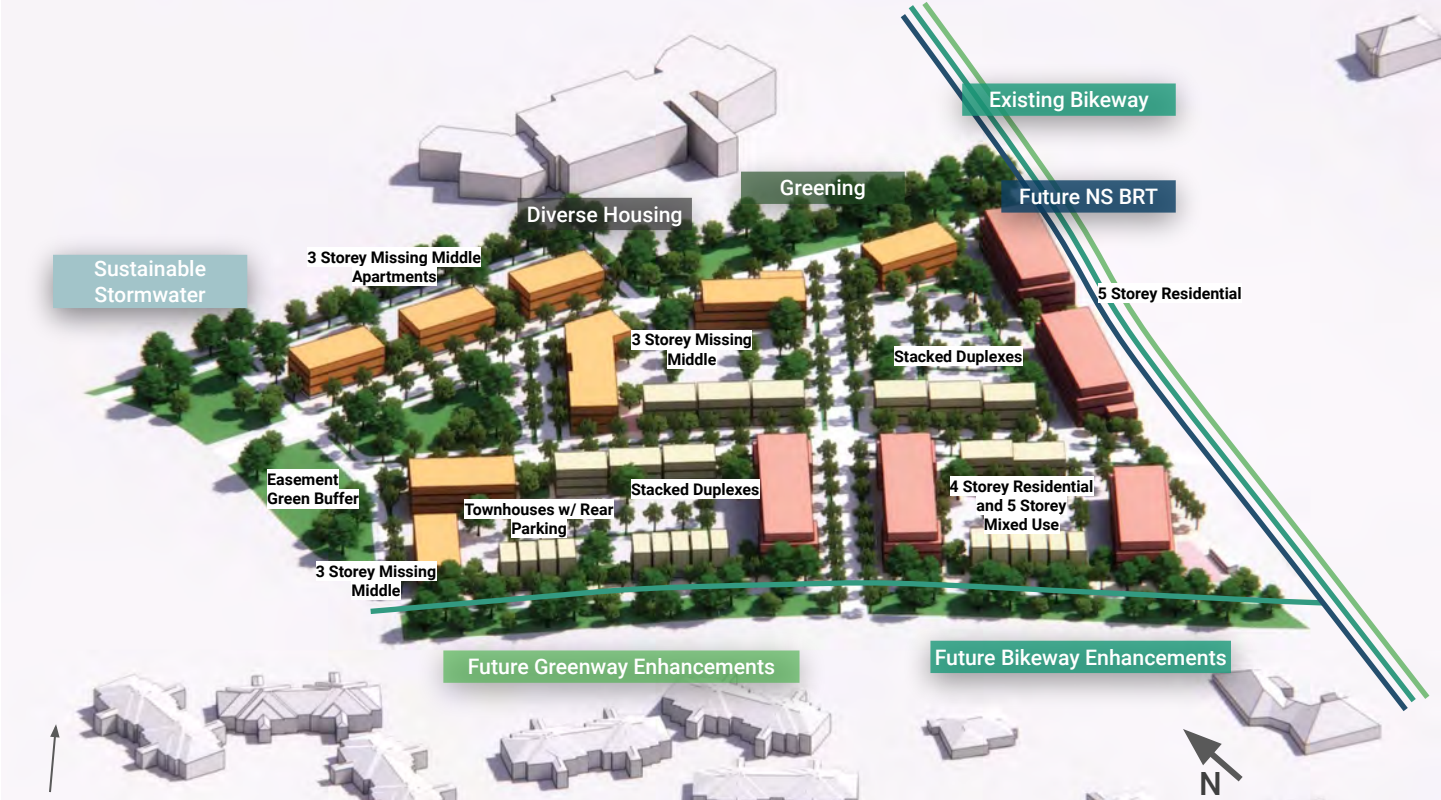 Existing Bikeway
Future NS BRT
Greening
Diverse Housing
3 Storey Missing Middle
Apartments
Sustainable
Stormwater
5 Storey Residential
3 Storey Missing
Middle
Stacked Duplexes
Easement
Green Buffer
Townhouses w/ Rear
Parking
Stacked Duplexes
4 Storey Residential
and 5 Storey
Mixed Use
3 Storey Missing
Middle
Future Greenway Enhancements
Future Bikeway Enhancements
N